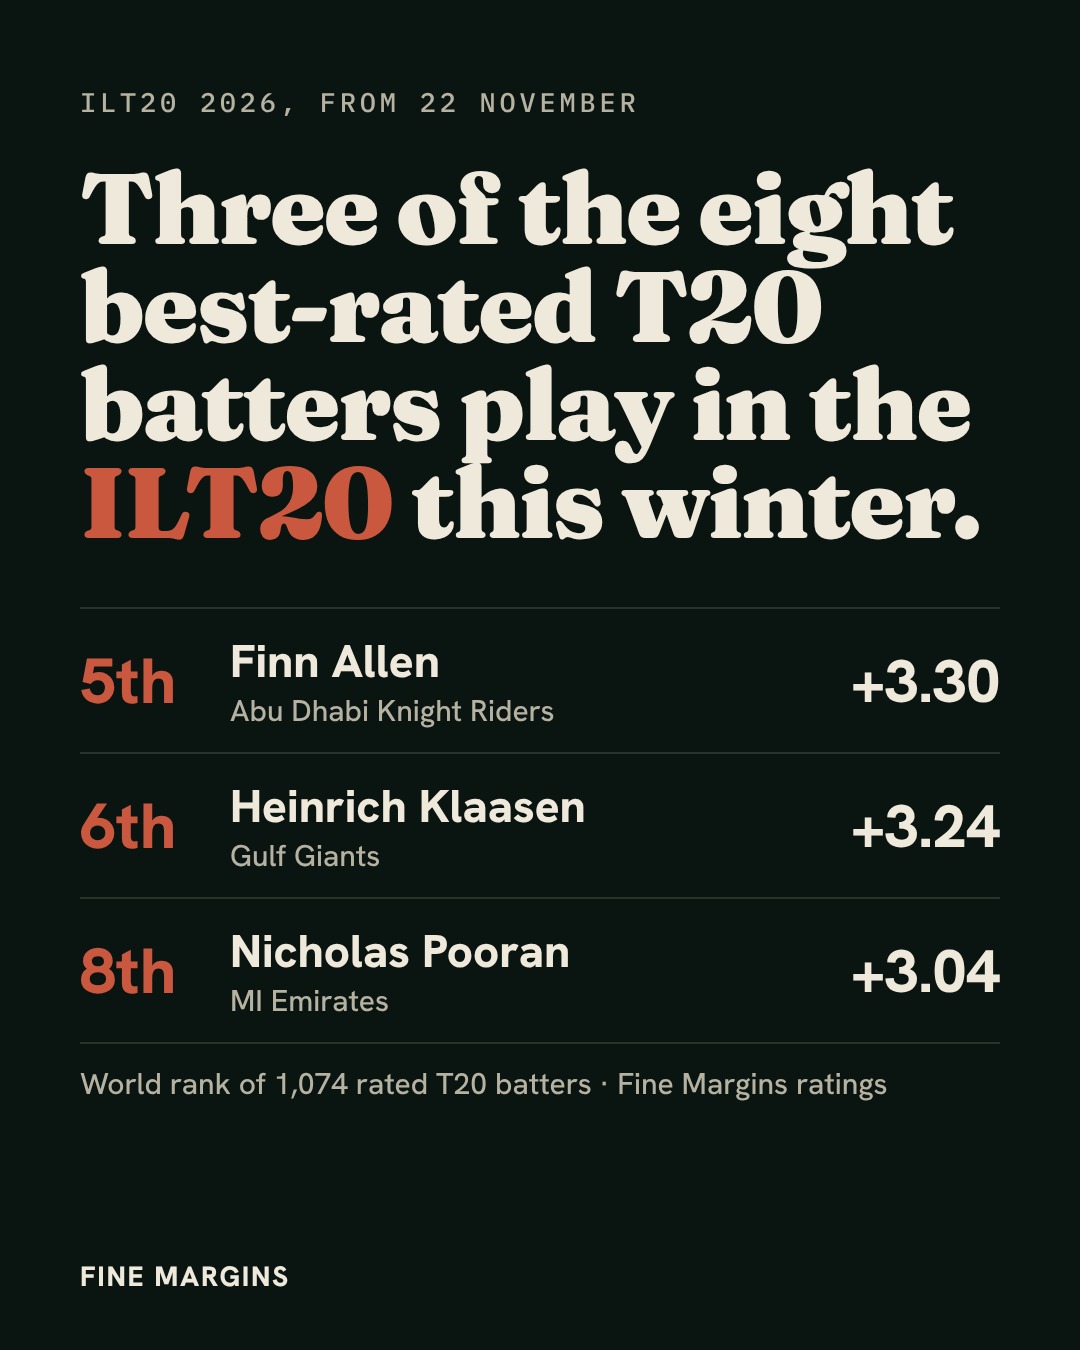 ILT20 2026, FROM 22 NOVEMBER
Three of the eight
best-rated T20
batters play in the
ILT20 this winter.
5th
Finn Allen
Abu Dhabi Knight Riders
+3.30
6th
Heinrich Klaasen
Gulf Giants
+3.24
8th
Nicholas Pooran
MI Emirates
+3.04
World rank of 1,074 rated T20 batters · Fine Margins ratings
FINE MARGINS